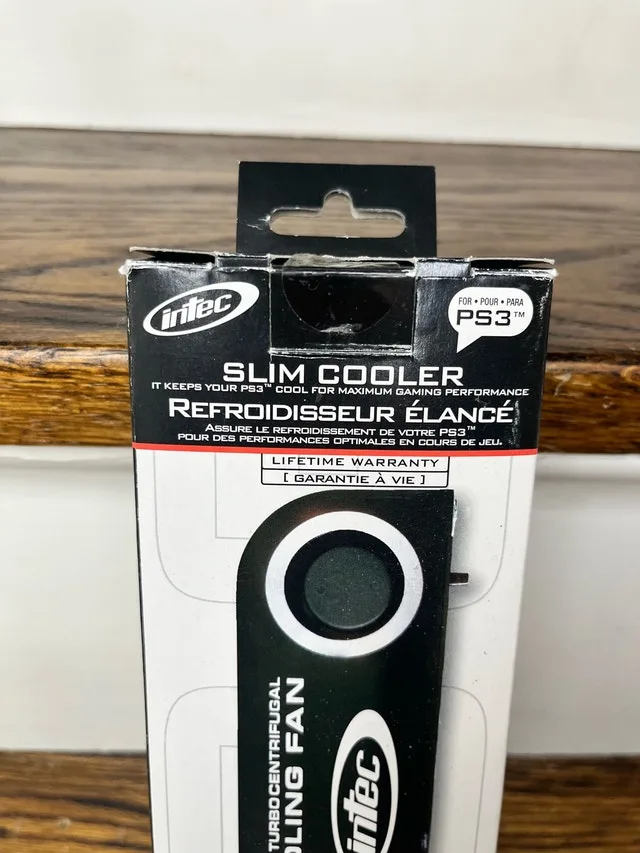 intec
FOR • POUR • PARA
PS3™
SLIM COOLER
IT KEEPS YOUR PS3™ COOL FOR MAXIMUM GAMING PERFORMANCE
REFROIDISSEUR ÉLANCÉ
ASSURE LE REFROIDISSEMENT DE VOTRE PS3™
POUR DES PERFORMANCES OPTIMALES EN COURS DE JEU.
LIFETIME WARRANTY
[ GARANTIE À VIE ]
TURBO CENTRIFUGAL
OLING FAN
intec